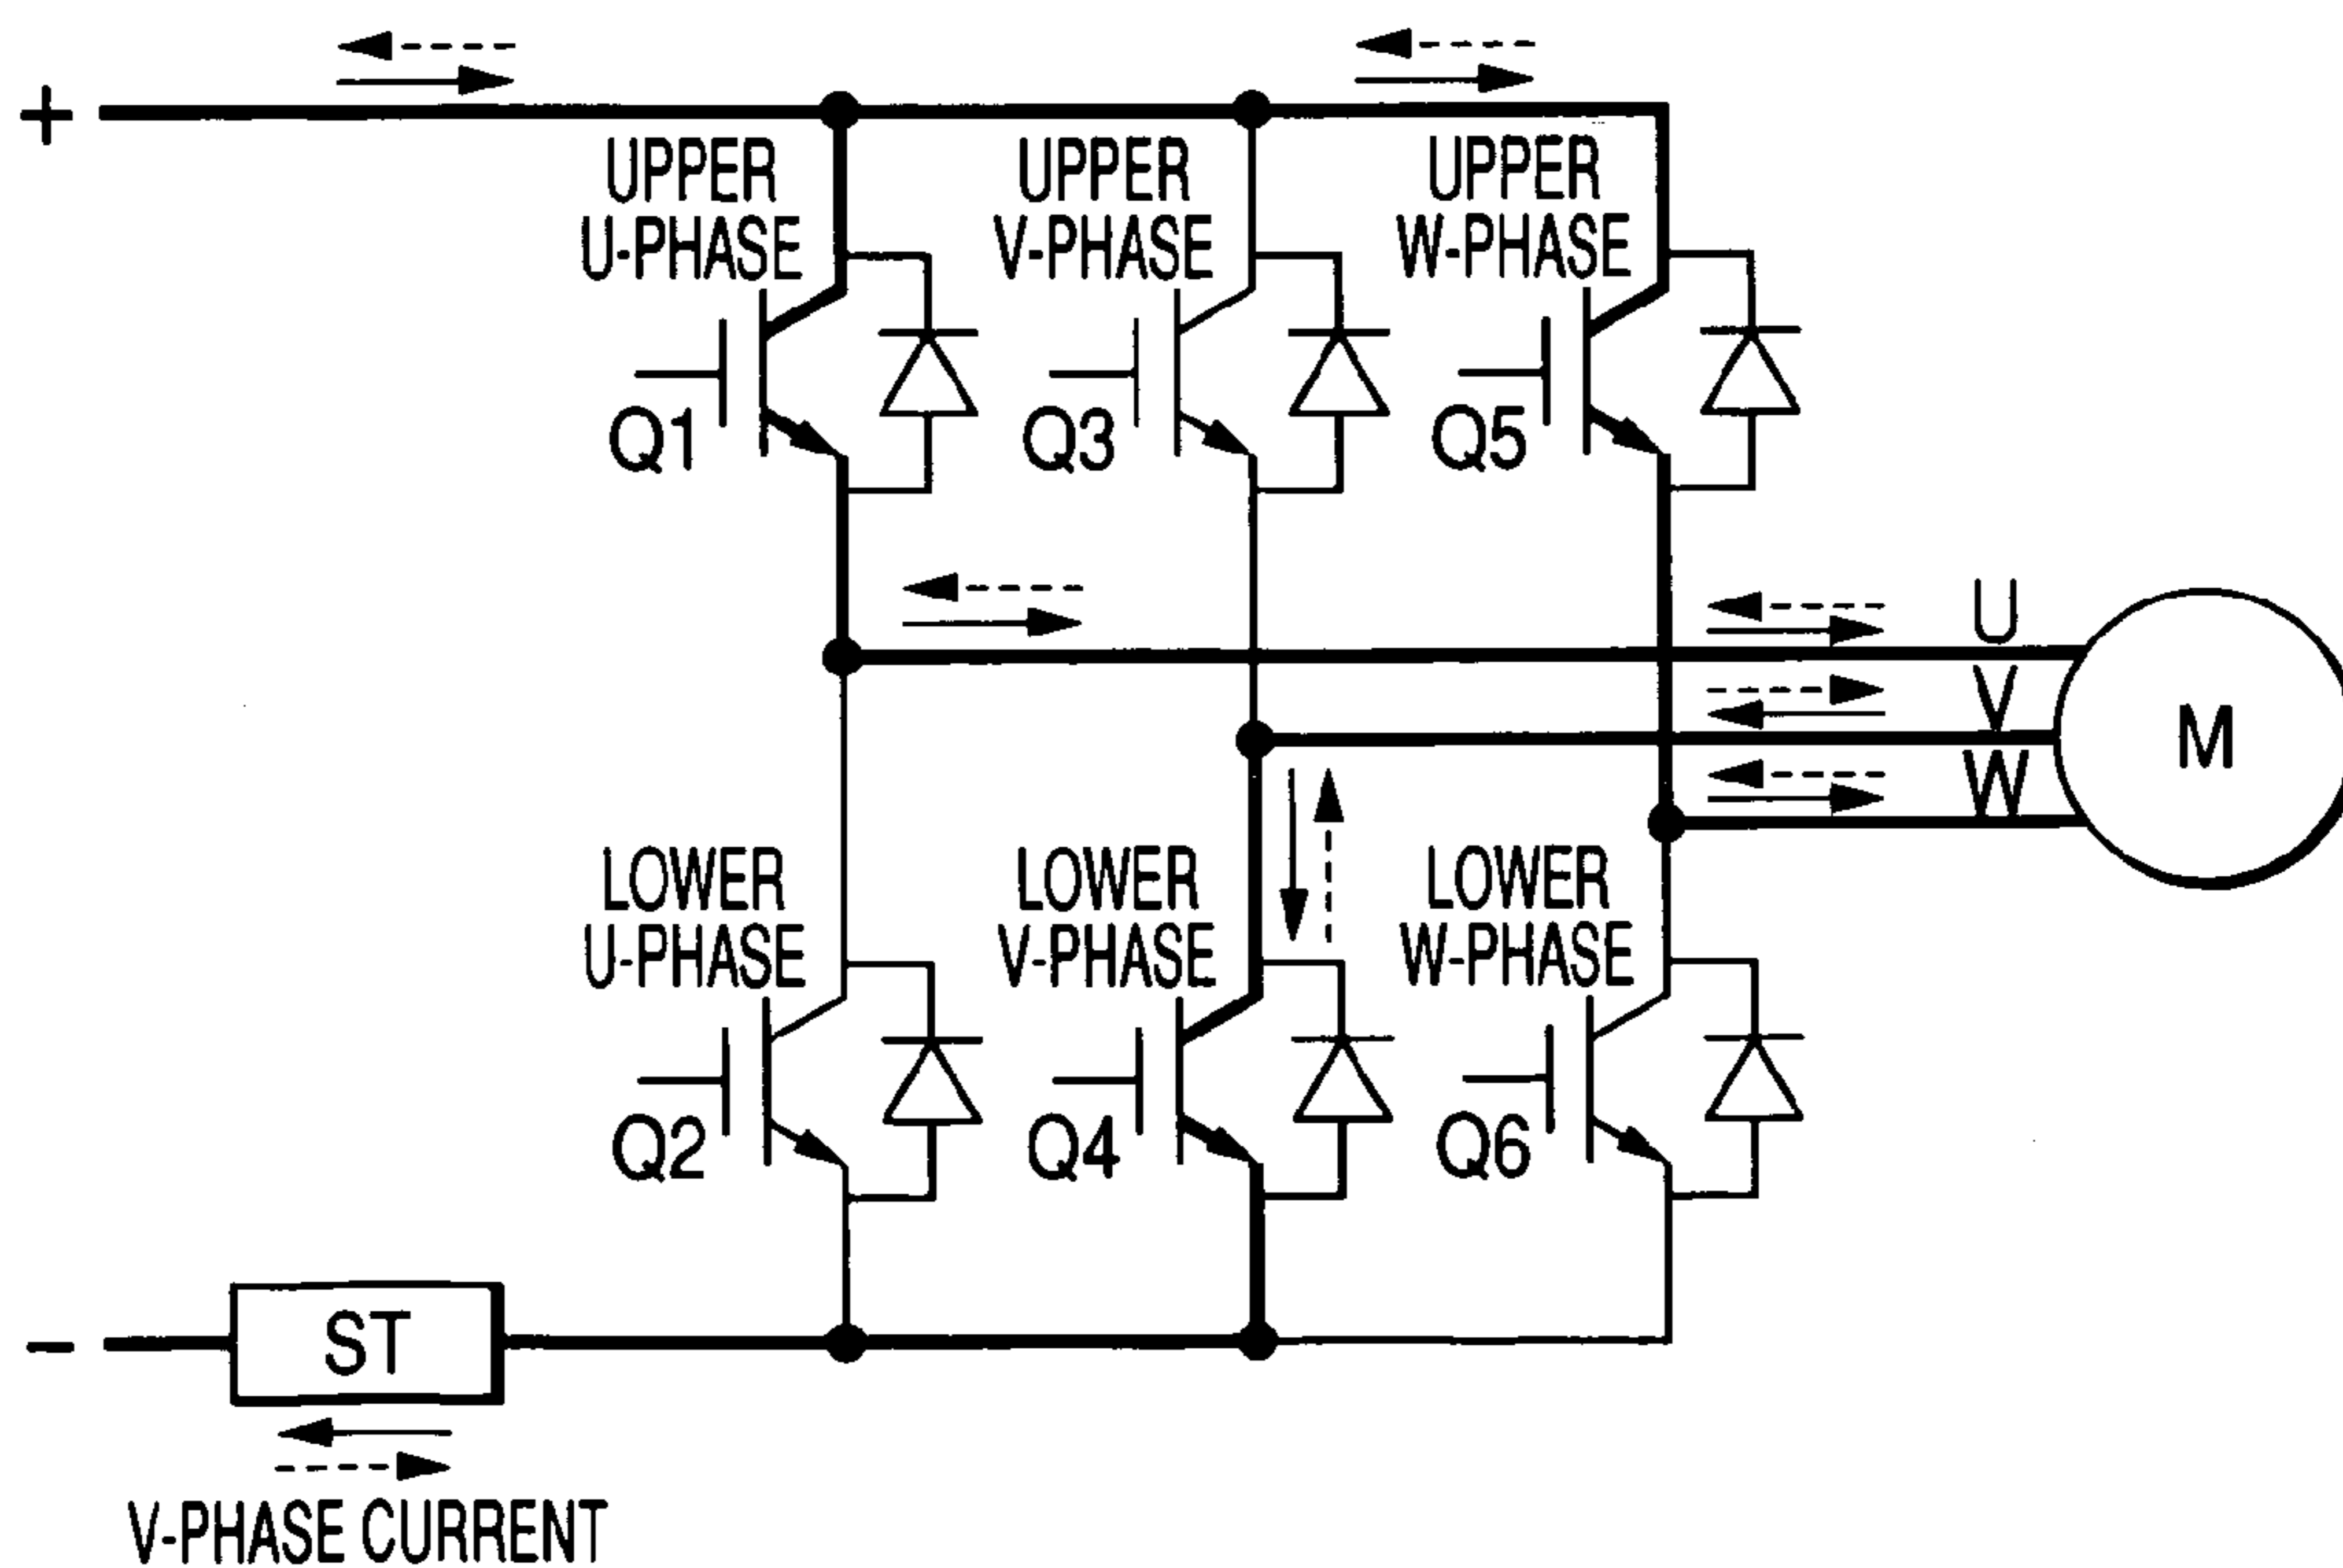 +
UPPER
U-PHASE
UPPER
V-PHASE
UPPER
W-PHASE
Q1
Q3
Q5
U
V
W
M
LOWER
U-PHASE
LOWER
V-PHASE
LOWER
W-PHASE
Q2
Q4
Q6
−
ST
V-PHASE CURRENT